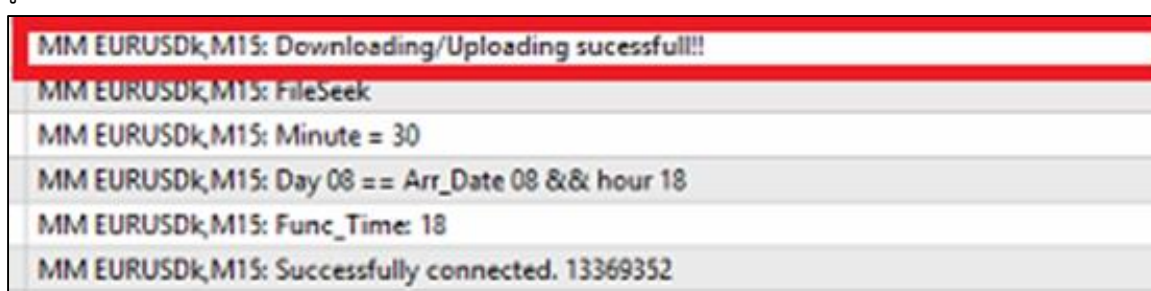 MM EURUSDk,M15: Downloading/Uploading sucessfull!!
MM EURUSDk,M15: FileSeek
MM EURUSDk,M15: Minute = 30
MM EURUSDk,M15: Day 08 == Arr_Date 08 && hour 18
MM EURUSDk,M15: Func_Time: 18
MM EURUSDk,M15: Successfully connected. 13369352